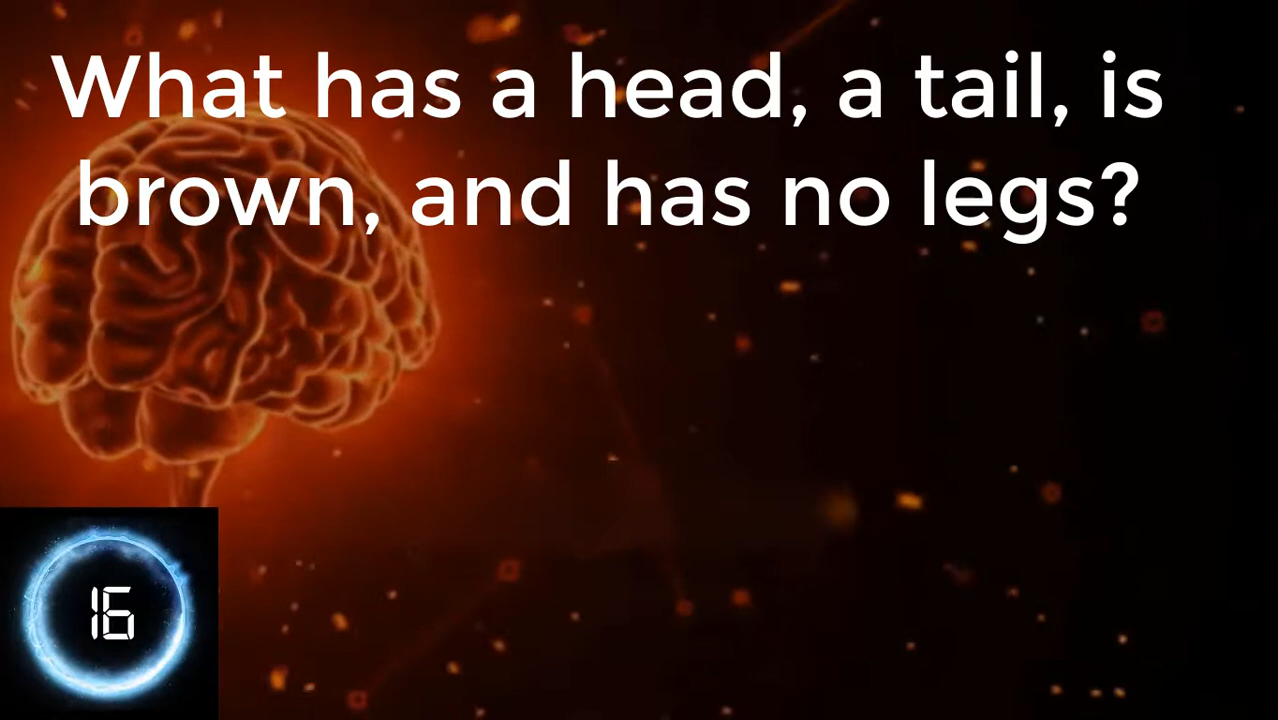 What has a head, a tail, is
brown, and has no legs?
16